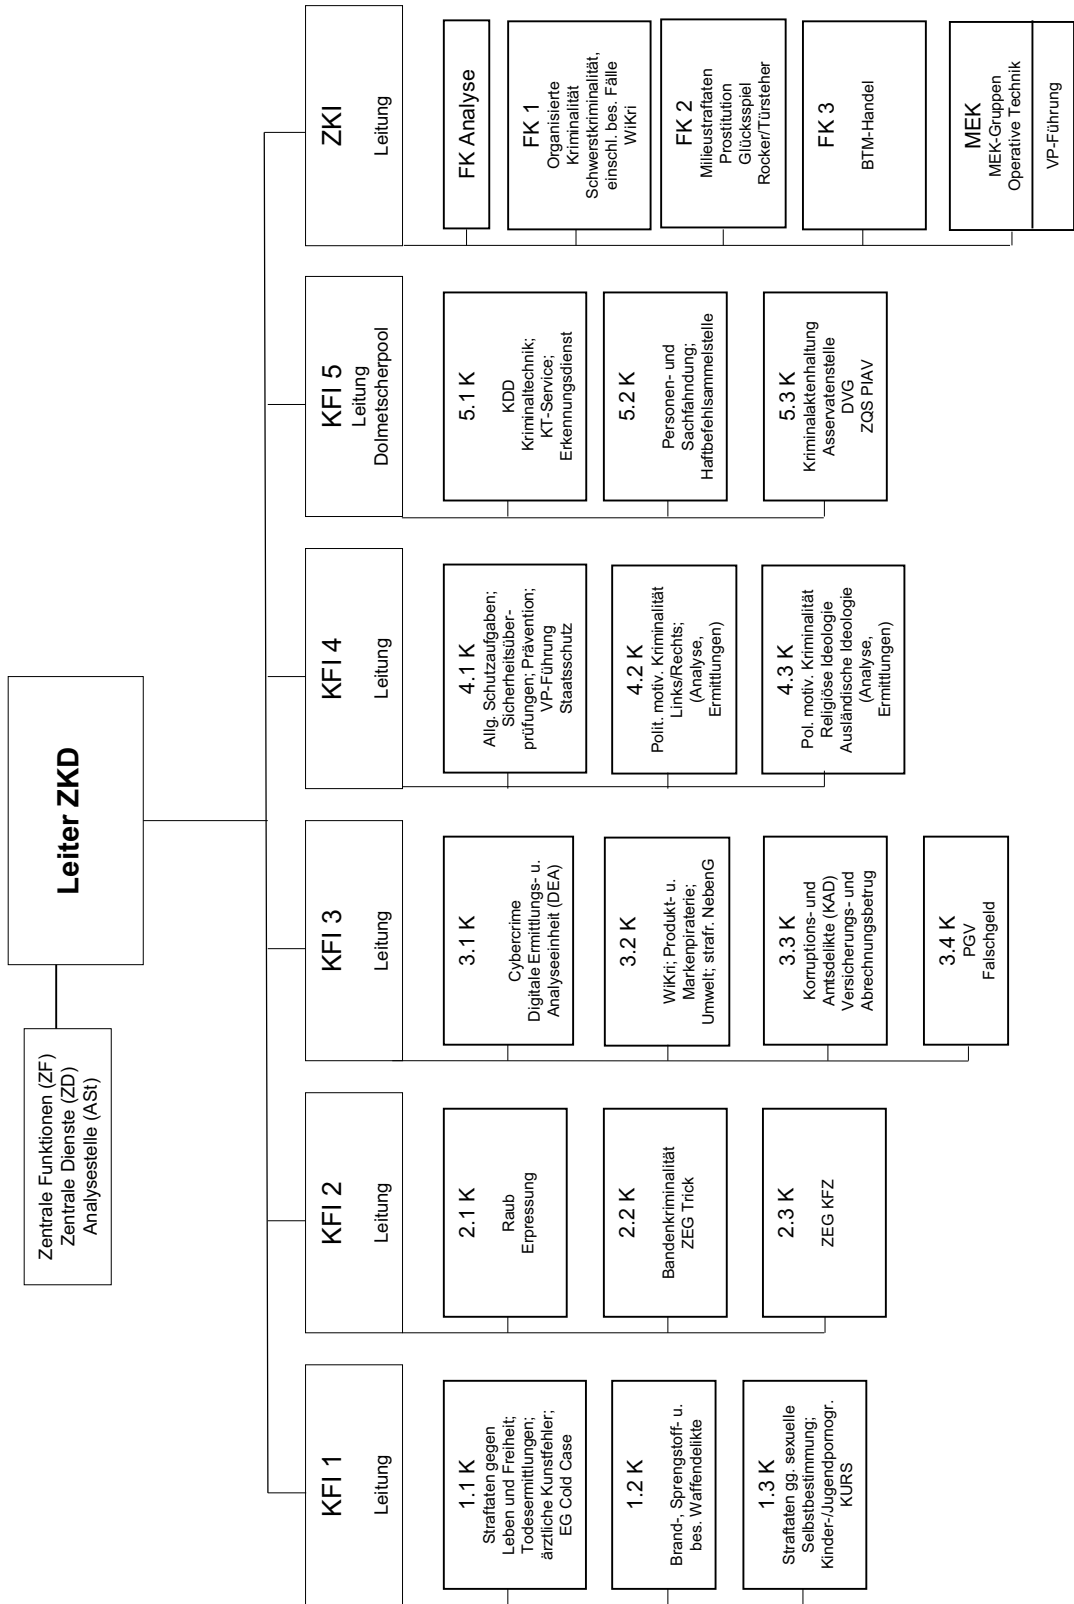 Leiter ZKD
Zentrale Funktionen (ZF)
Zentrale Dienste (ZD)
Analysestelle (ASt)
KFI 1
Leitung
1.1 K
Straftaten gegen
Leben und Freiheit;
Todesermittlungen;
ärztliche Kunstfehler;
EG Cold Case
1.2 K
Brand-, Sprengstoff- u.
bes. Waffendelikte
1.3 K
Straftaten gg. sexuelle
Selbstbestimmung;
Kinder-/Jugendpornogr.
KURS
KFI 2
Leitung
2.1 K
Raub
Erpressung
2.2 K
Bandenkriminalität
ZEG Trick
2.3 K
ZEG KFZ
KFI 3
Leitung
3.1 K
Cybercrime
Digitale Ermittlungs- u.
Analyseeinheit (DEA)
3.2 K
WiKri; Produkt- u.
Markenpiraterie;
Umwelt; strafr. NebenG
3.3 K
Korruptions- und
Amtsdelikte (KAD)
Versicherungs- und
Abrechnungsbetrug
3.4 K
PGV
Falschgeld
KFI 4
Leitung
4.1 K
Allg. Schutzaufgaben;
Sicherheitsüber-
prüfungen; Prävention;
VP-Führung
Staatsschutz
4.2 K
Polit. motiv. Kriminalität
Links/Rechts;
(Analyse,
Ermittlungen)
4.3 K
Pol. motiv. Kriminalität
Religiöse Ideologie
Ausländische Ideologie
(Analyse,
Ermittlungen)
KFI 5
Leitung
Dolmetscherpool
5.1 K
KDD
Kriminaltechnik;
KT-Service;
Erkennungsdienst
5.2 K
Personen- und
Sachfahndung;
Haftbefehlsammelstelle
5.3 K
Kriminalaktenhaltung
Asservatenstelle
DVG
ZQS PIAV
ZKI
Leitung
FK Analyse
FK 1
Organisierte
Kriminalität
Schwerstkriminalität,
einschl. bes. Fälle
WiKri
FK 2
Milieustraftaten
Prostitution
Glücksspiel
Rocker/Türsteher
FK 3
BTM-Handel
MEK
MEK-Gruppen
Operative Technik
VP-Führung